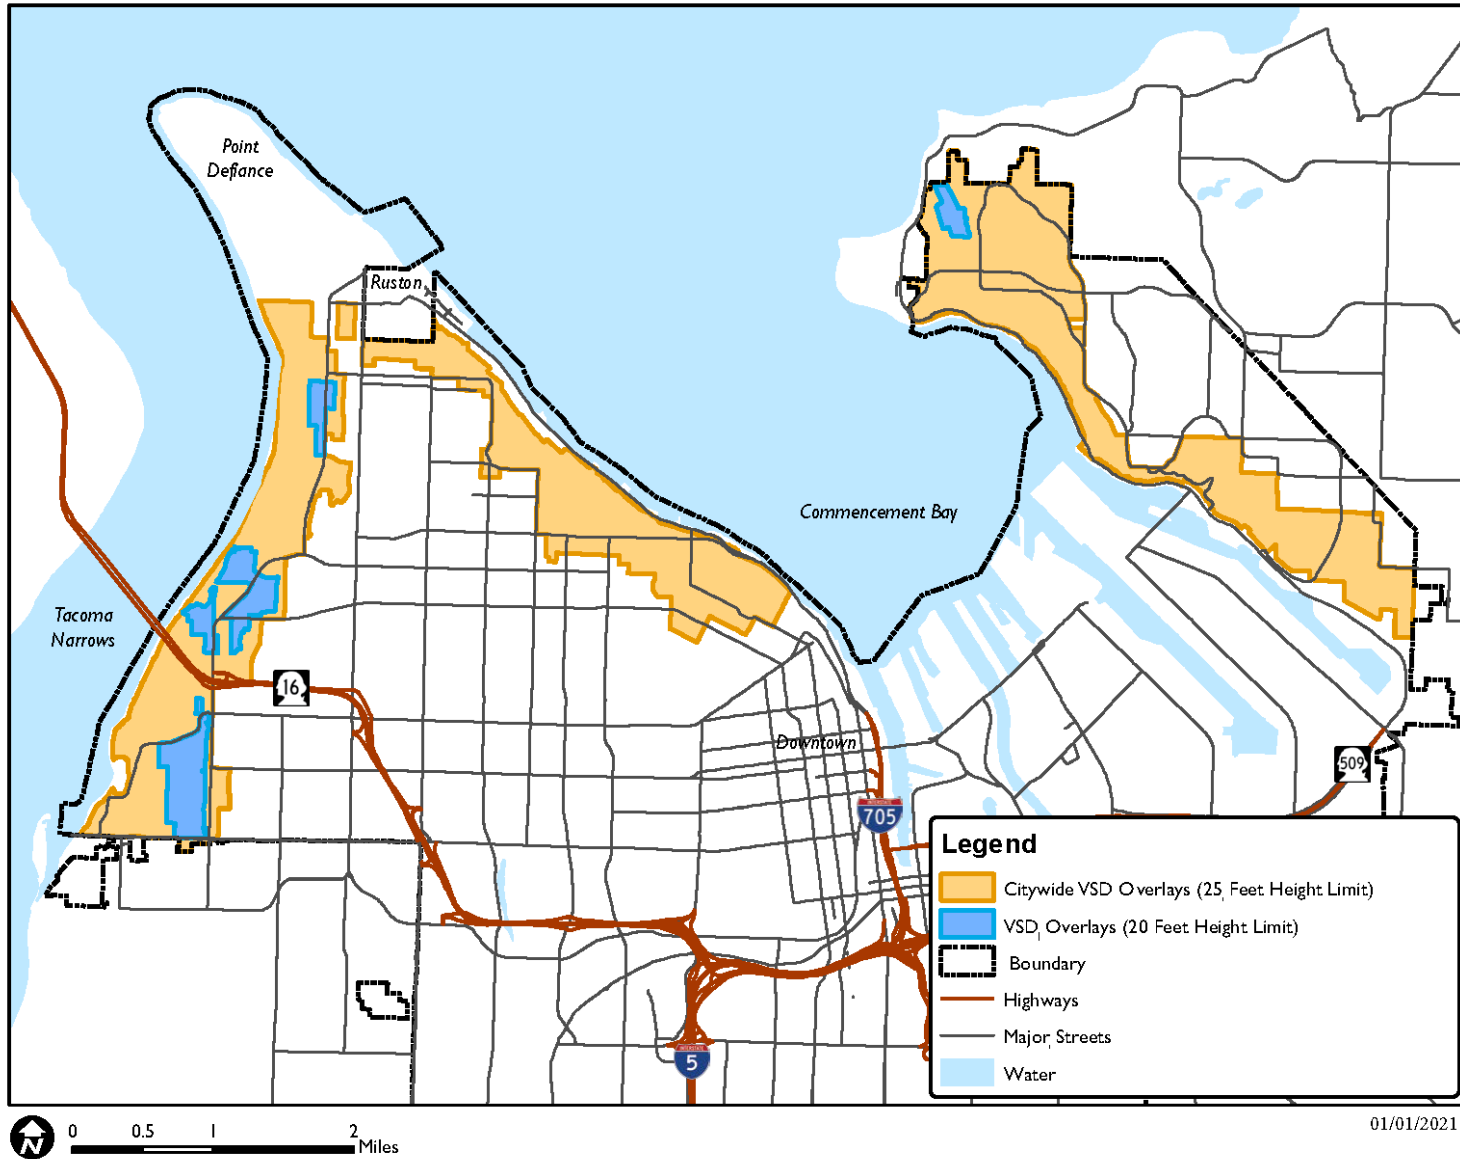 Point
Defiance
Ruston
Commencement Bay
Tacoma
Narrows
16
Downtown
509
INTERSTATE
705
Legend
Citywide VSD Overlays (25 Feet Height Limit)
VSD Overlays (20 Feet Height Limit)
Boundary
Highways
Major Streets
Water
INTERSTATE
5
N
0 0.5 1 2
Miles
01/01/2021